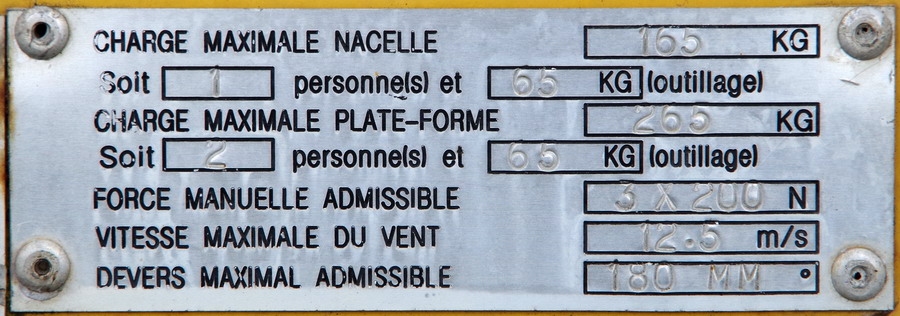 CHARGE MAXIMALE NACELLE 165 KG
Soit 1 personne(s) et 65 KG (outillage)
CHARGE MAXIMALE PLATE-FORME 265 KG
Soit 2 personne(s) et 65 KG (outillage)
FORCE MANUELLE ADMISSIBLE 3 X 200 N
VITESSE MAXIMALE DU VENT 12.5 m/s
DEVERS MAXIMAL ADMISSIBLE 180 MM °